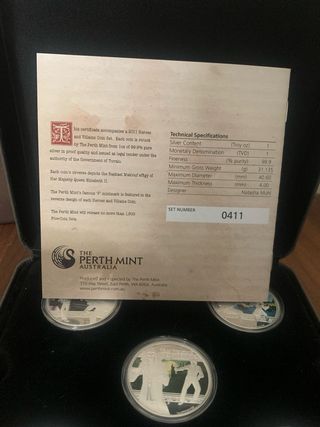 This certificate accompanies a 2011 Heroes
and Villains Coin Set. Each coin is struck
by The Perth Mint from 1oz of 99.9% pure
silver in proof quality and issued as legal tender under the
authority of the Government of Tuvalu.
Each coin's obverse depicts the Raphael Maklouf effigy of
Her Majesty Queen Elizabeth II.
The Perth Mint's famous 'P' mintmark is featured in the
reverse design of each Heroes and Villains Coin.
The Perth Mint will release no more than
Five-Coin Sets.
Technical Specifications
Silver Content (Troy oz) 1
Monetary Denomination (TVD) 1
Fineness (% purity) 99.9
Minimum Gross Weight (g) 31.135
Maximum Diameter (mm) 40.60
Maximum Thickness (mm) 4.00
Designer Natasha Muhl
SET NUMBER 0411
THE
PERTH MINT
AUSTRALIA
Produced and inspected by The Perth Mint
310 Hay Street, East Perth, WA 6004, Australia
www.perthmint.com.au